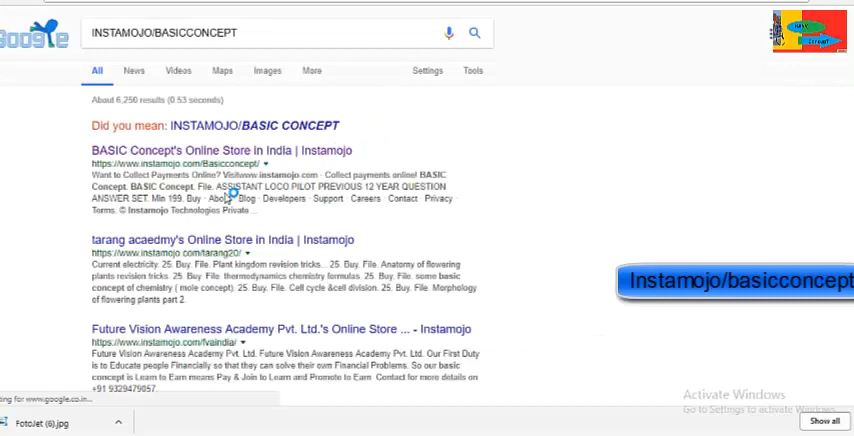 Google
INSTAMOJO/BASICCONCEPT
All News Videos Maps Images More Settings Tools
About 6,250 results (0.53 seconds)
Did you mean: INSTAMOJO/BASIC CONCEPT
BASIC Concept's Online Store in India | Instamojo
https://www.instamojo.com/Basicconcept/
Want to Collect Payments Online? Visitwww.instamojo.com · Collect payments online! BASIC
Concept. BASIC Concept. File. ASSISTANT LOCO PILOT PREVIOUS 12 YEAR QUESTION
ANSWER SET. Min 199. Buy · About · Blog · Developers · Support · Careers · Contact · Privacy ·
Terms. © Instamojo Technologies Private ...
tarang acaedmy's Online Store in India | Instamojo
https://www.instamojo.com/tarang20/
Current electricity. 25. Buy. File. Plant kingdom revision tricks... 25. Buy. File. Anatomy of flowering
plants revision tricks. 25. Buy. File. thermodynamics chemistry formulas. 25. Buy. File. some basic
concept of chemistry ( mole concept). 25. Buy. File. Cell cycle &cell division. 25. Buy. File. Morphology
of flowering plants part 2.
Instamojo/basicconcept
Future Vision Awareness Academy Pvt. Ltd.'s Online Store ... - Instamojo
https://www.instamojo.com/fvaindia/
Future Vision Awareness Academy Pvt. Ltd. Future Vision Awareness Academy Pvt. Ltd. Our First Duty
is to Educate people Financially so that they can solve their own Financial Problems. So our basic
concept is Learn to Earn means Pay & Join to Learn and Promote to Earn. Contact for more details on
+91 9329479057.
Activate Windows
Go to Settings to activate Windows.
ting for www.google.co.in...
FotoJet (6).jpg
Show all